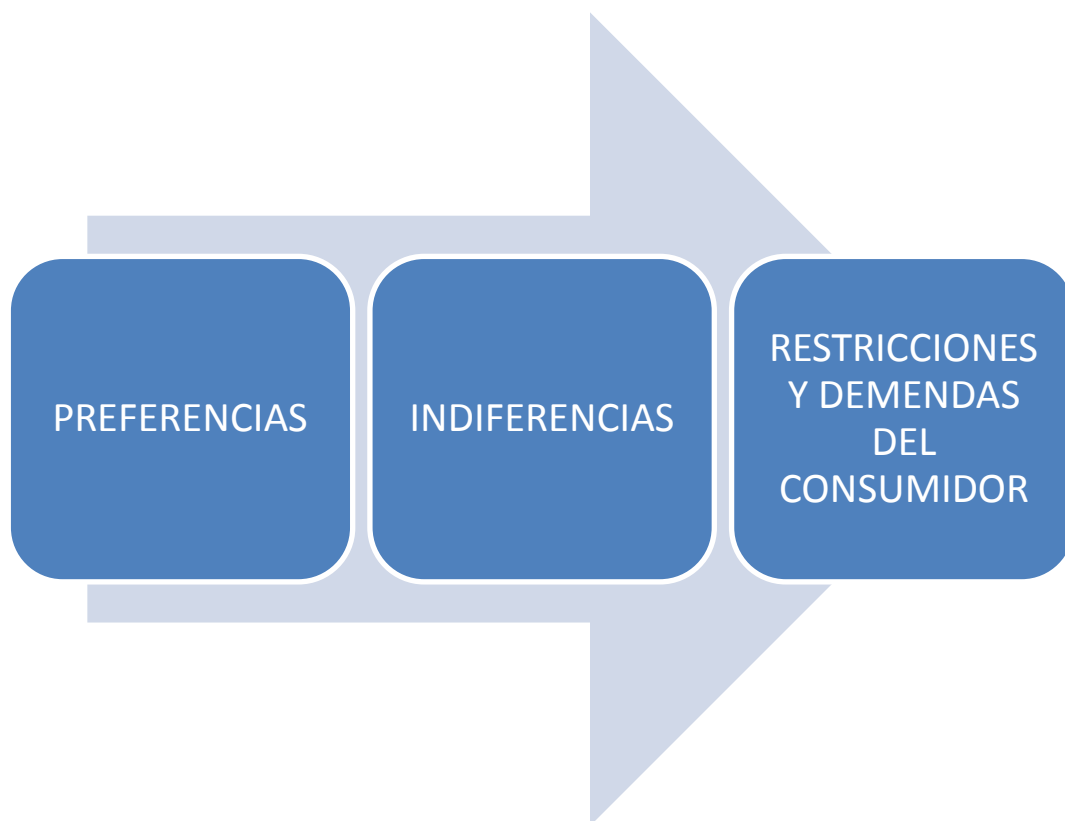 PREFERENCIAS
INDIFERENCIAS
RESTRICCIONES
Y DEMENDAS
DEL
CONSUMIDOR